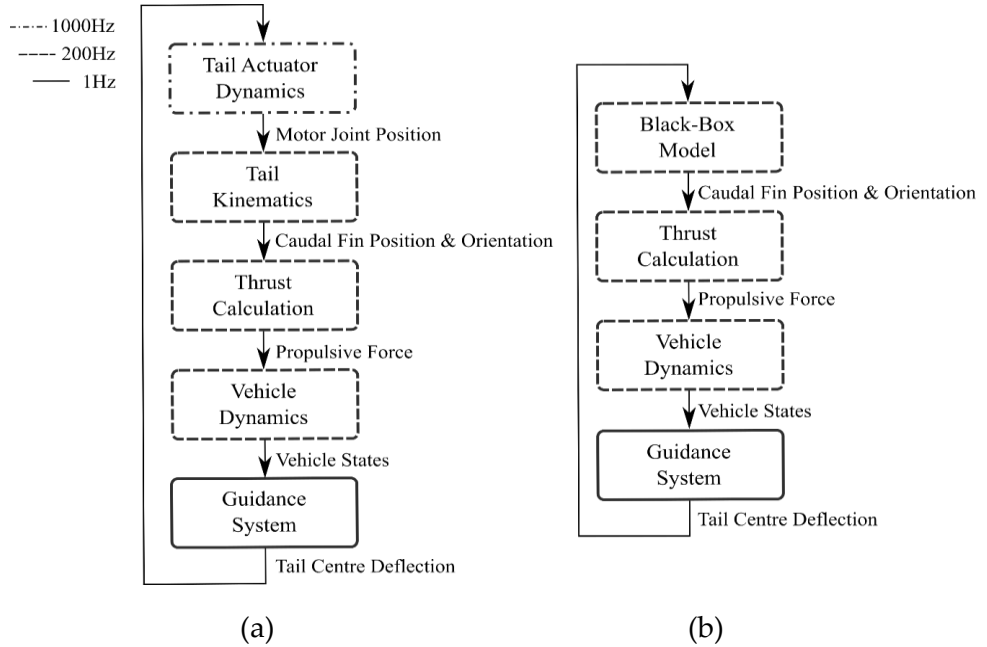 1000Hz
200Hz
1Hz
Tail Actuator
Dynamics
Motor Joint Position
Tail
Kinematics
Caudal Fin Position & Orientation
Thrust
Calculation
Propulsive Force
Vehicle
Dynamics
Vehicle States
Guidance
System
Tail Centre Deflection
(a)
Black-Box
Model
Caudal Fin Position & Orientation
Thrust
Calculation
Propulsive Force
Vehicle
Dynamics
Vehicle States
Guidance
System
Tail Centre Deflection
(b)